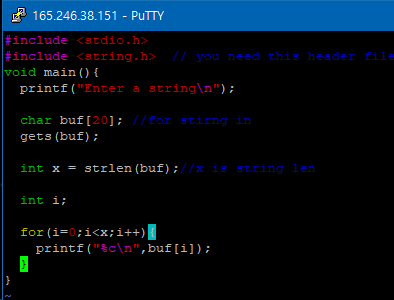 165.246.38.151 - PuTTY
#include <stdio.h>
#include <string.h>  // you need this header file
void main(){
  printf("Enter a string\n");
  char buf[20]; //for stirng in
  gets(buf);
  int x = strlen(buf);//x is string len
  int i;
  for(i=0;i<x;i++){
    printf("%c\n",buf[i]);
  }
}
~